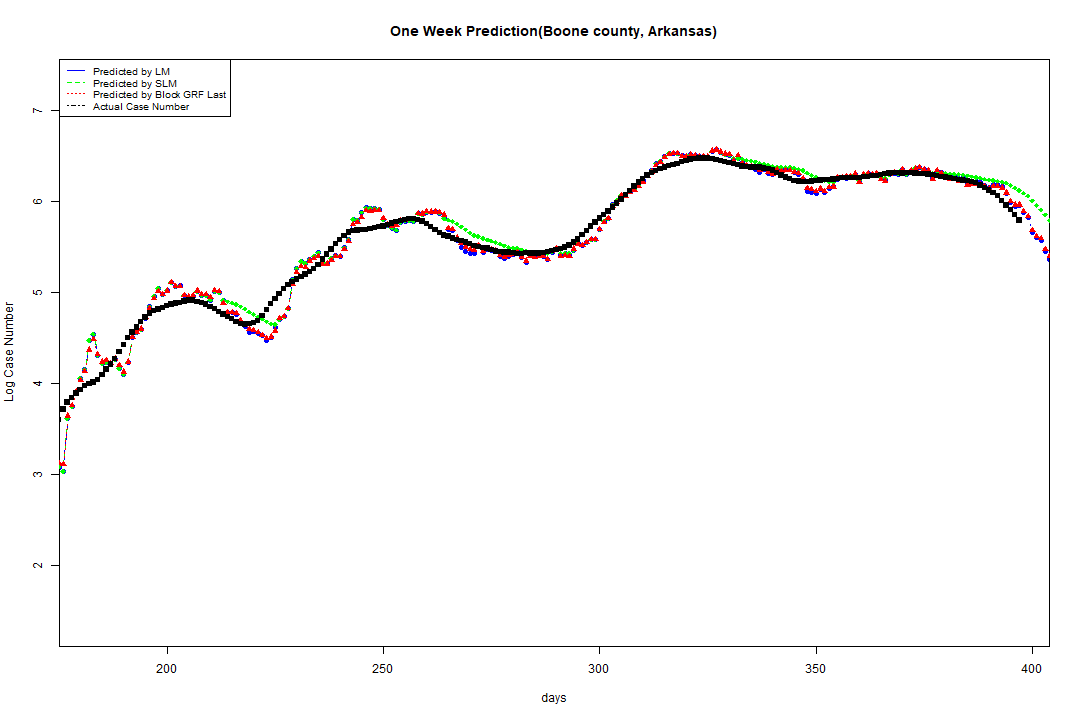 One Week Prediction(Boone county, Arkansas)
Predicted by LM
Predicted by SLM
Predicted by Block GRF Last
Actual Case Number
Log Case Number
7
6
5
4
3
2
200 250 300 350 400
days